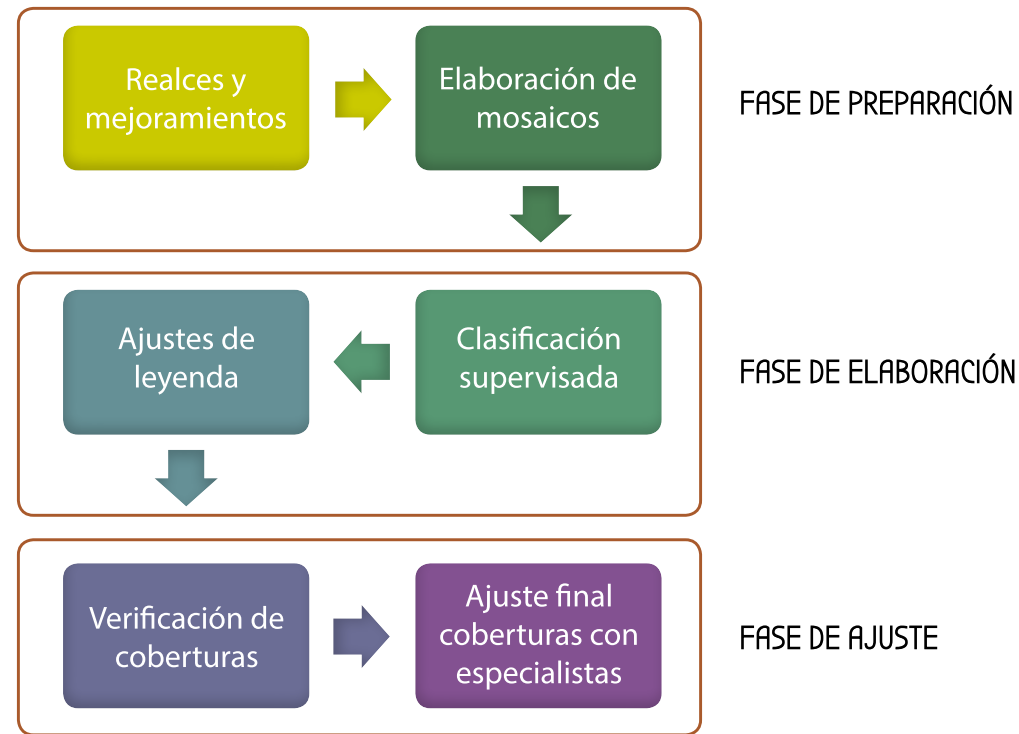 Realces y
mejoramientos
Elaboración de
mosaicos
FASE DE PREPARACIÓN
Ajustes de
leyenda
Clasificación
supervisada
FASE DE ELABORACIÓN
Verificación de
coberturas
Ajuste final
coberturas con
especialistas
FASE DE AJUSTE